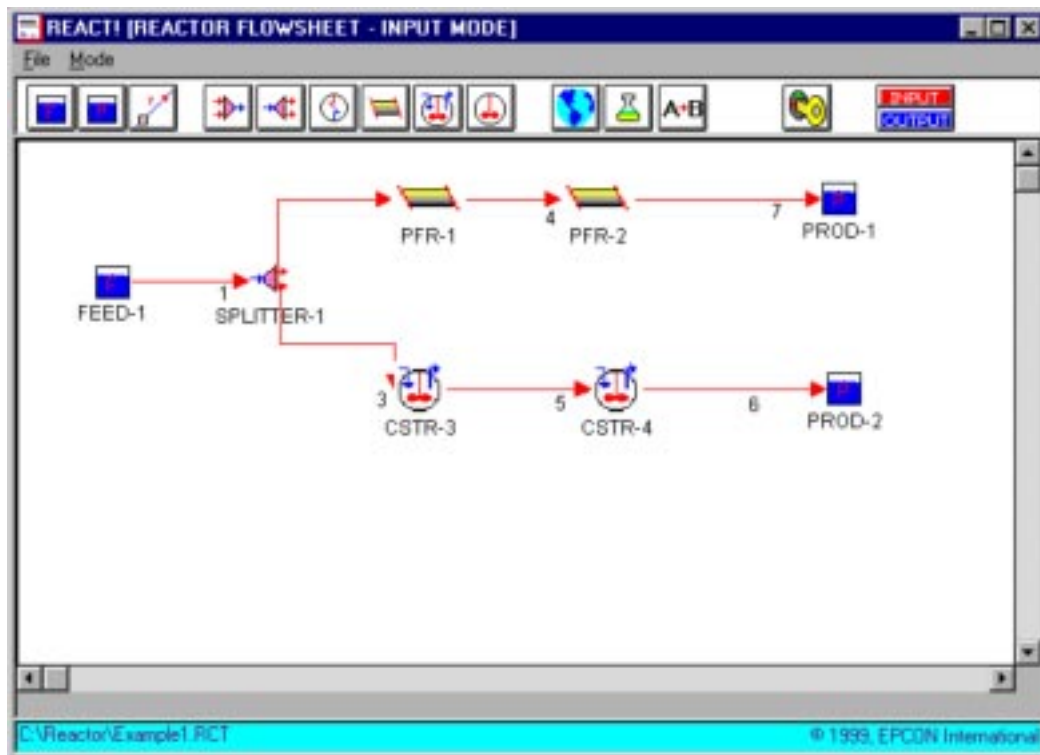 REACT! [REACTOR FLOWSHEET - INPUT MODE]
File Mode
A+B
INPUT
OUTPUT
PFR-1
4
PFR-2
7
PROD-1
FEED-1
1
SPLITTER-1
3
CSTR-3
5
CSTR-4
6
PROD-2
C:\Reactor\Example1.RCT
© 1999, EPCON International